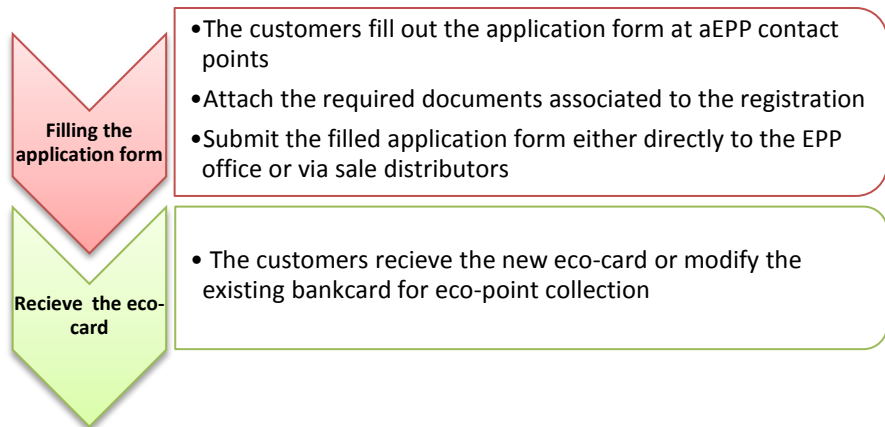 •The customers fill out the application form at aEPP contact
points
•Attach the required documents associated to the registration
•Submit the filled application form either directly to the EPP
office or via sale distributors
Filling the
application form
• The customers recieve the new eco-card or modify the
existing bankcard for eco-point collection
Recieve the eco-
card